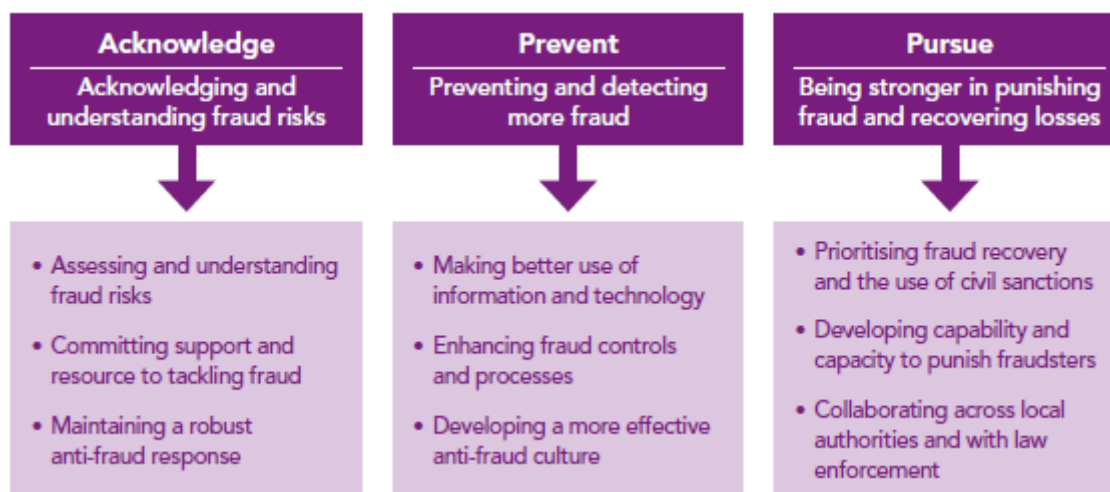 Acknowledge
Acknowledging and
understanding fraud risks
• Assessing and understanding
fraud risks
• Committing support and
resource to tackling fraud
• Maintaining a robust
anti-fraud response
Prevent
Preventing and detecting
more fraud
• Making better use of
information and technology
• Enhancing fraud controls
and processes
• Developing a more effective
anti-fraud culture
Pursue
Being stronger in punishing
fraud and recovering losses
• Prioritising fraud recovery
and the use of civil sanctions
• Developing capability and
capacity to punish fraudsters
• Collaborating across local
authorities and with law
enforcement